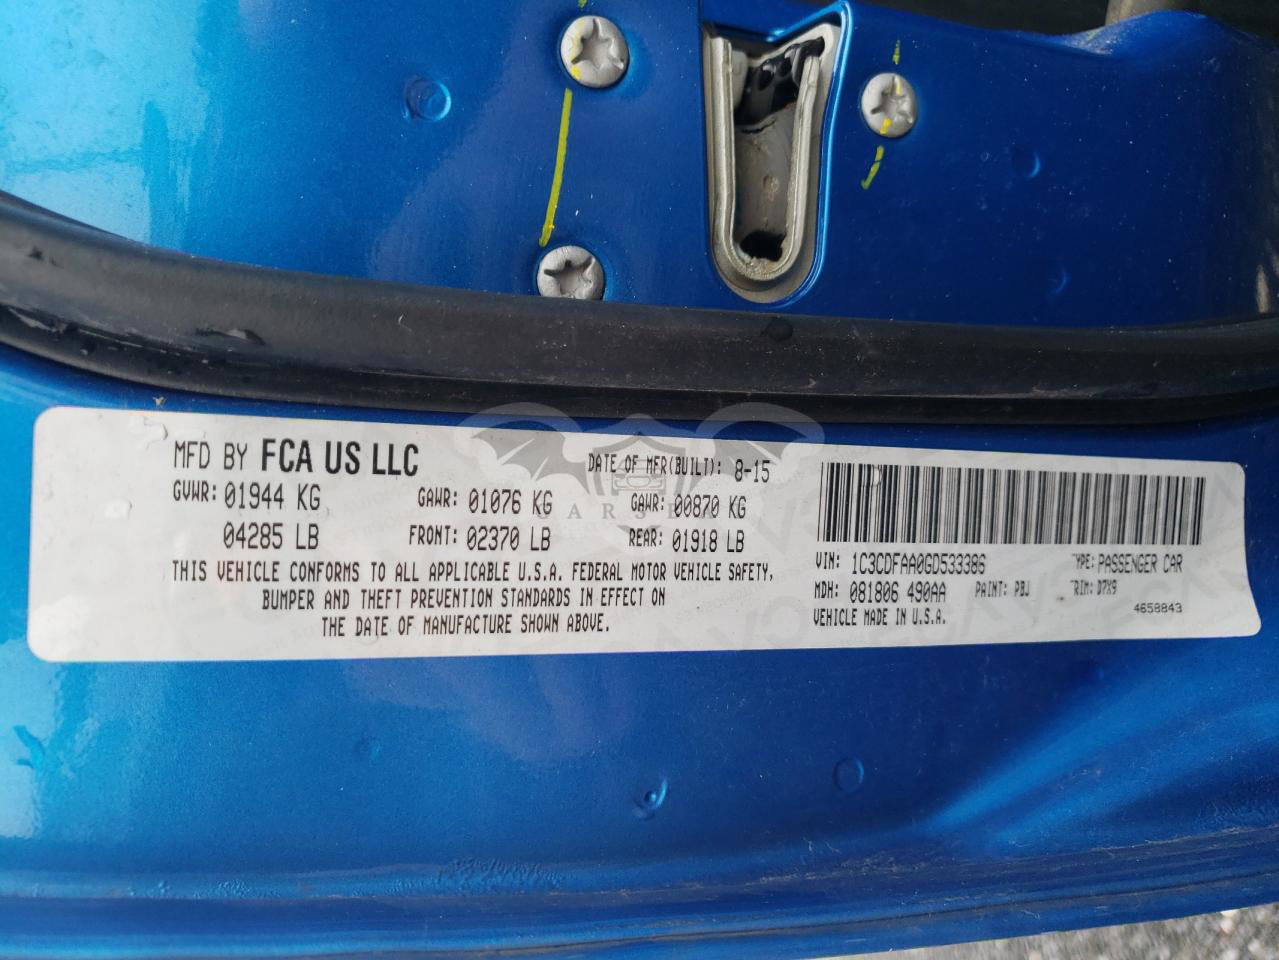 MFD BY FCA US LLC
DATE OF MFR(BUILT): 8-15
GVWR: 01944 KG
04285 LB
GAWR: 01076 KG
FRONT: 02370 LB
GAWR: 00870 KG
REAR: 01918 LB
THIS VEHICLE CONFORMS TO ALL APPLICABLE U.S.A. FEDERAL MOTOR VEHICLE SAFETY,
BUMPER AND THEFT PREVENTION STANDARDS IN EFFECT ON
THE DATE OF MANUFACTURE SHOWN ABOVE.
VIN: 1C3CDFAA0GD533386 TYPE: PASSENGER CAR
MDH: 081806 490AA PAINT: PBJ TRIM: D7X9
VEHICLE MADE IN U.S.A. 4658843